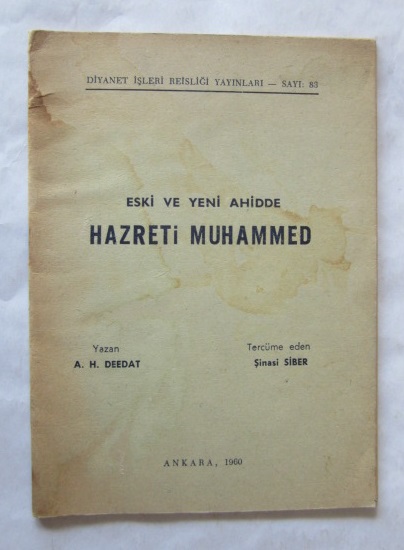 DİYANET İŞLERİ REİSLİĞİ YAYINLARI — SAYI: 83
ESKİ VE YENİ AHİDDE
HAZRETİ MUHAMMED
Yazan
A. H. DEEDAT
Tercüme eden
Şinasi SİBER
ANKARA, 1960